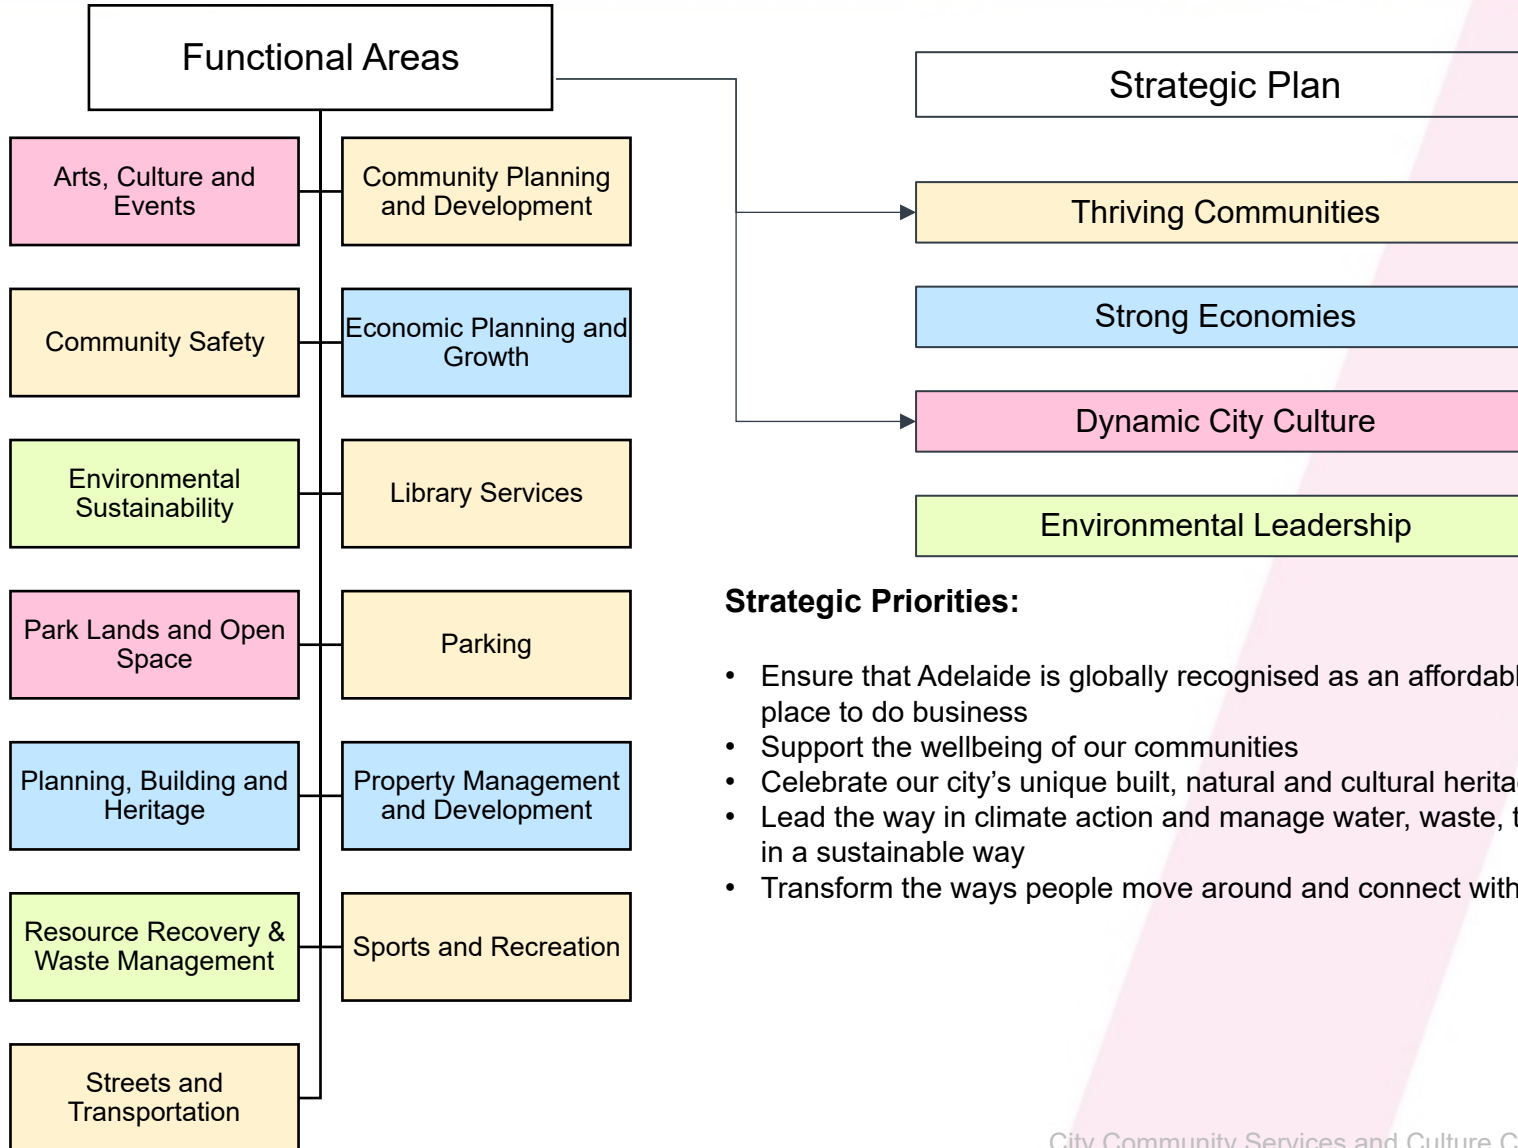 Functional Areas
Arts, Culture and
Events
Community Planning
and Development
Community Safety
Economic Planning and
Growth
Environmental
Sustainability
Library Services
Park Lands and Open
Space
Parking
Planning, Building and
Heritage
Property Management
and Development
Resource Recovery &
Waste Management
Sports and Recreation
Streets and
Transportation
Strategic Plan
Thriving Communities
Strong Economies
Dynamic City Culture
Environmental Leadership
Strategic Priorities:
• Ensure that Adelaide is globally recognised as an
place to do business
• Support the wellbeing of our communities
• Celebrate our city's unique built, natural and cultural
• Lead the way in climate action and manage water, waste,
in a sustainable way
• Transform the ways people move around and connect with
City Community Services and Culture